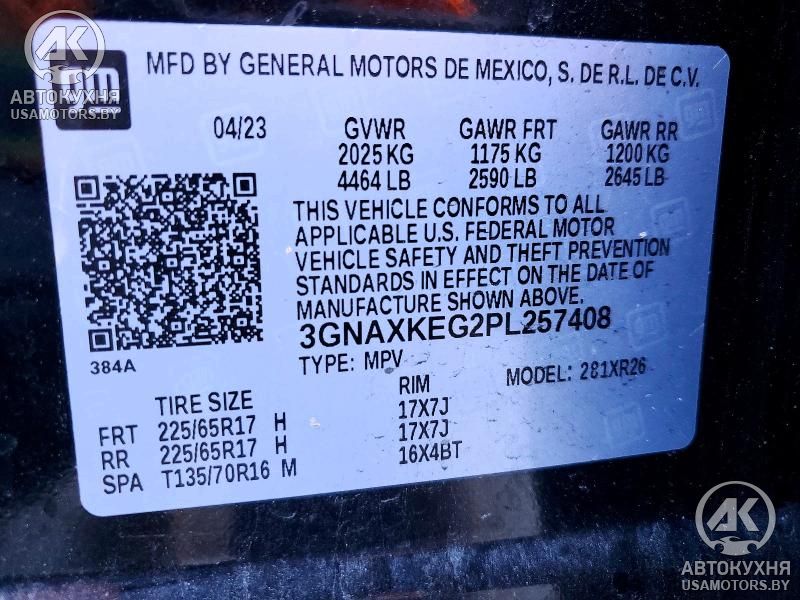 AK
АВТОКУХНЯ
USAMOTORS.BY
gm
MFD BY GENERAL MOTORS DE MEXICO, S. DE R.L. DE C.V.
04/23 GVWR GAWR FRT GAWR RR
2025 KG 1175 KG 1200 KG
4464 LB 2590 LB 2645 LB
THIS VEHICLE CONFORMS TO ALL
APPLICABLE U.S. FEDERAL MOTOR
VEHICLE SAFETY AND THEFT PREVENTION
STANDARDS IN EFFECT ON THE DATE OF
MANUFACTURE SHOWN ABOVE.
3GNAXKEG2PL257408
384A
TYPE: MPV MODEL: 281XR26
TIRE SIZE RIM
FRT 225/65R17 H 17X7J
RR 225/65R17 H 17X7J
SPA T135/70R16 M 16X4BT
AK
АВТОКУХНЯ
USAMOTORS.BY